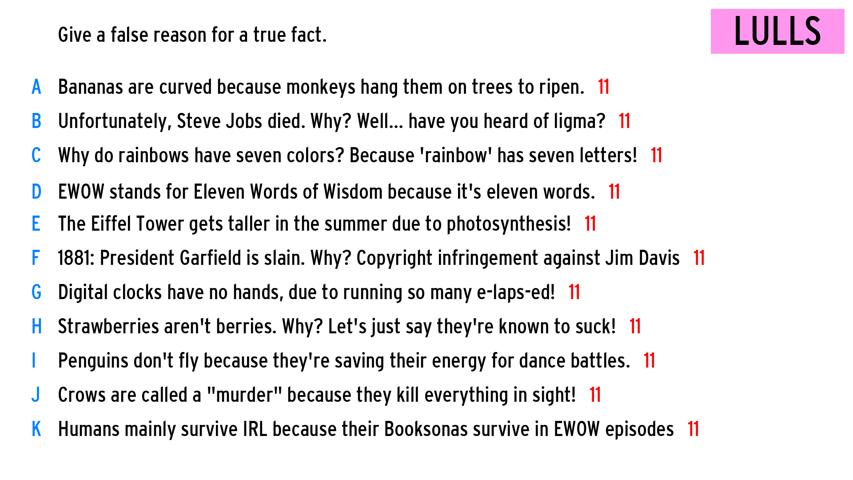 Give a false reason for a true fact.
LULLS
A Bananas are curved because monkeys hang them on trees to ripen. 11
B Unfortunately, Steve Jobs died. Why? Well... have you heard of ligma? 11
C Why do rainbows have seven colors? Because 'rainbow' has seven letters! 11
D EWOW stands for Eleven Words of Wisdom because it's eleven words. 11
E The Eiffel Tower gets taller in the summer due to photosynthesis! 11
F 1881: President Garfield is slain. Why? Copyright infringement against Jim Davis 11
G Digital clocks have no hands, due to running so many e-laps-ed! 11
H Strawberries aren't berries. Why? Let's just say they're known to suck! 11
I Penguins don't fly because they're saving their energy for dance battles. 11
J Crows are called a "murder" because they kill everything in sight! 11
K Humans mainly survive IRL because their Booksonas survive in EWOW episodes 11